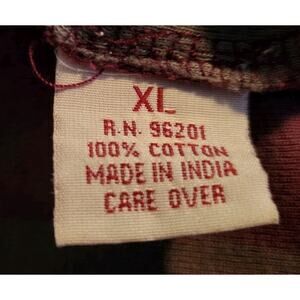 XL
R.N. 96201
100% COTTON
MADE IN INDIA
CARE OVER